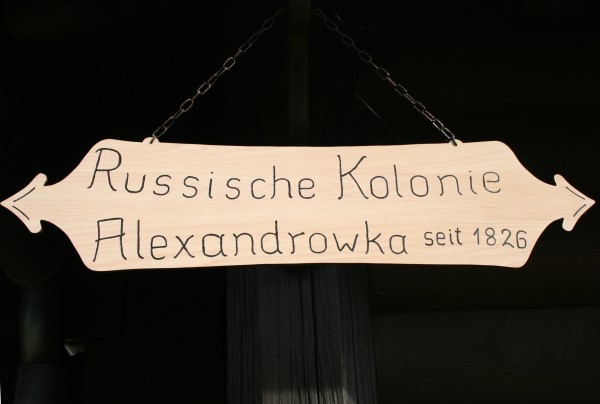 Russische Kolonie
Alexandrowka seit 1826